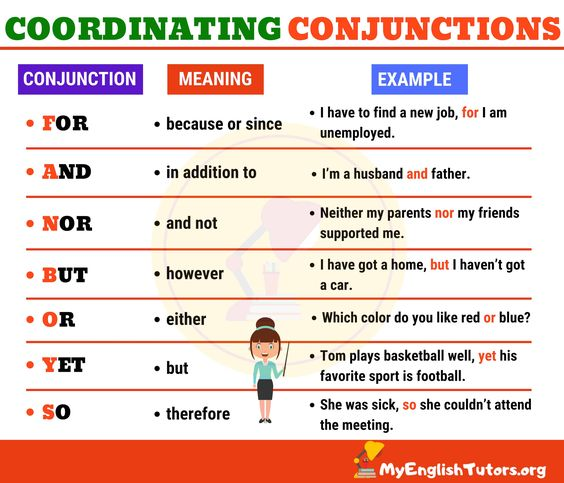 COORDINATING CONJUNCTIONS
CONJUNCTION MEANING EXAMPLE
• FOR • because or since • I have to find a new job, for I am
unemployed.
• AND • in addition to • I'm a husband and father.
• NOR • and not • Neither my parents nor my friends
supported me.
• BUT • however • I have got a home, but I haven't got
a car.
• OR • either • Which color do you like red or blue?
• YET • but • Tom plays basketball well, yet his
favorite sport is football.
• SO • therefore • She was sick, so she couldn't attend
the meeting.
MyEnglishTutors.org